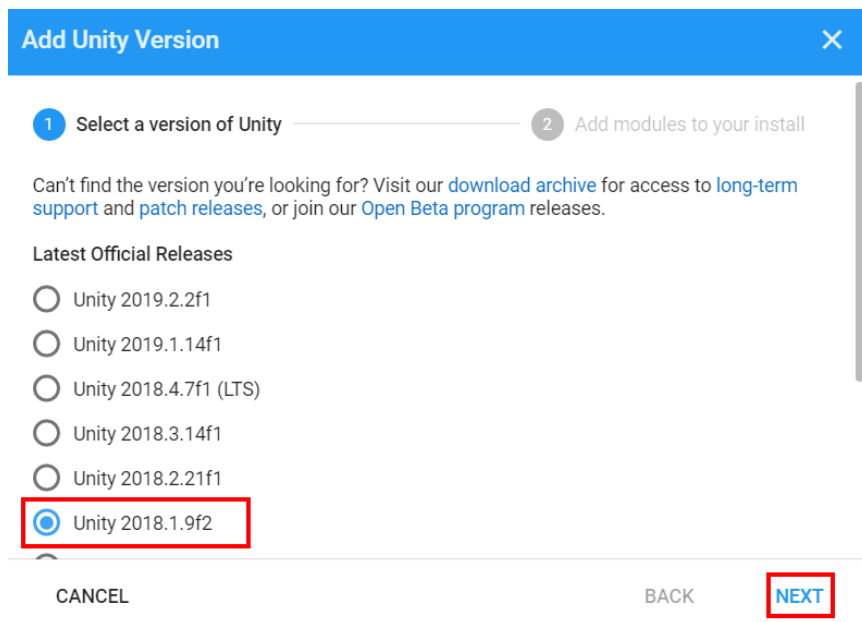 Add Unity Version
1 Select a version of Unity 2 Add modules to your install
Can't find the version you're looking for? Visit our download archive for access to long-term
support and patch releases, or join our Open Beta program releases.
Latest Official Releases
Unity 2019.2.2f1
Unity 2019.1.14f1
Unity 2018.4.7f1 (LTS)
Unity 2018.3.14f1
Unity 2018.2.21f1
Unity 2018.1.9f2
CANCEL BACK NEXT